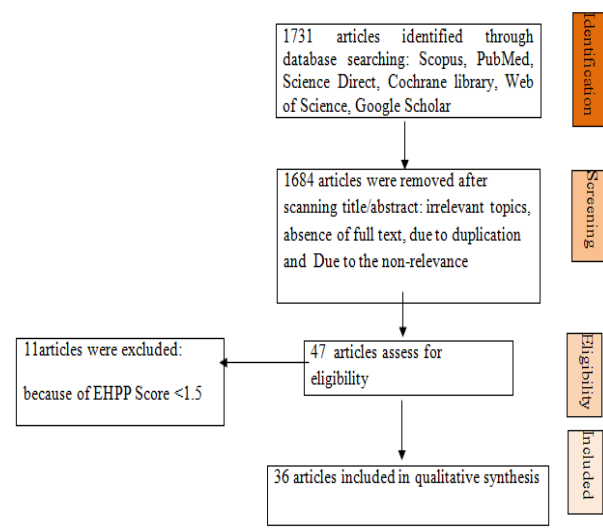 1731 articles identified through
database searching: Scopus, PubMed,
Science Direct, Cochrane library, Web
of Science, Google Scholar
Identification
1684 articles were removed after
scanning title/abstract: irrelevant topics,
absence of full text, due to duplication
and Due to the non-relevance
Screening
11articles were excluded:
because of EHPP Score <1.5
47 articles assess for
eligibility
Eligibility
36 articles included in qualitative synthesis
Included